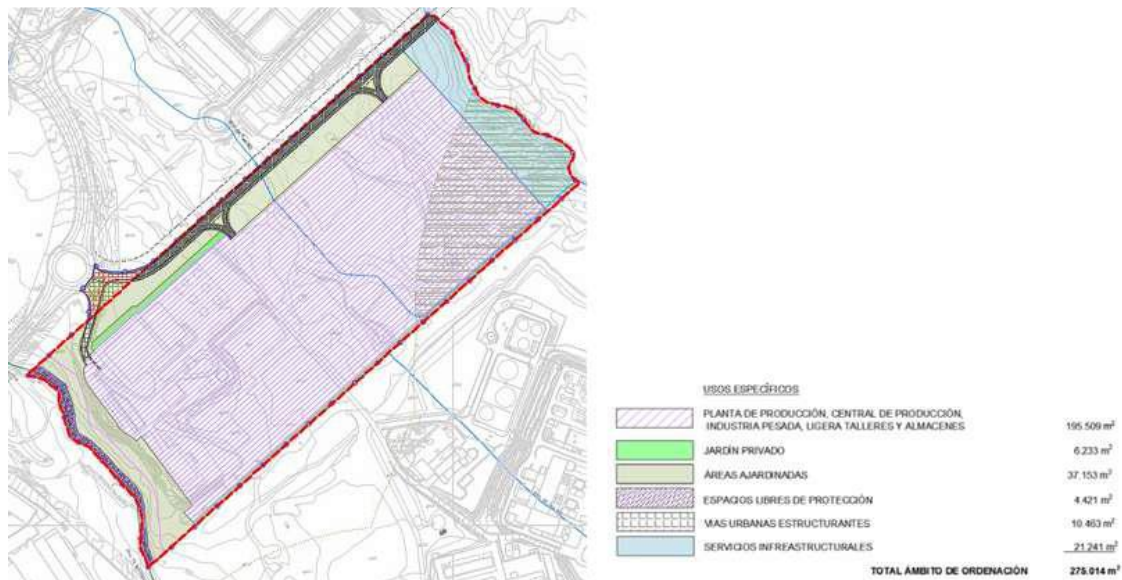 USOS ESPECÍFICOS
PLANTA DE PRODUCCIÓN, CENTRAL DE PRODUCCIÓN,
INDUSTRIA PESADA, LIGERA TALLERES Y ALMACENES 195.509 m²
JARDÍN PRIVADO 6.233 m²
ÁREAS AJARDINADAS 37.153 m²
ESPACIOS LIBRES DE PROTECCIÓN 4.421 m²
VIAS URBANAS ESTRUCTURANTES 10.463 m²
SERVICIOS INFREASTRUCTURALES 21.241 m²
TOTAL ÁMBITO DE ORDENACIÓN 275.014 m²